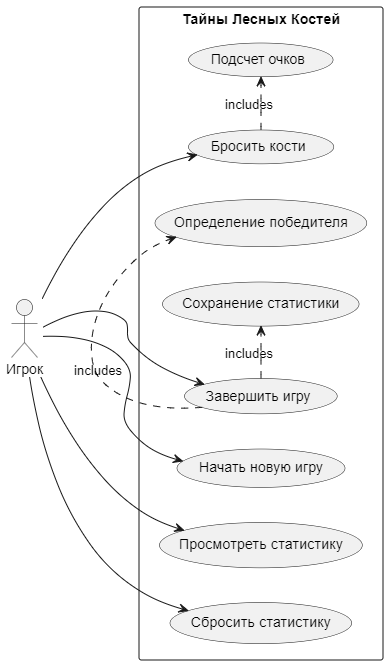 Тайны Лесных Костей
Подсчет очков
includes
Бросить кости
Определение победителя
Сохранение статистики
includes
Игрок
includes
Завершить игру
Начать новую игру
Просмотреть статистику
Сбросить статистику